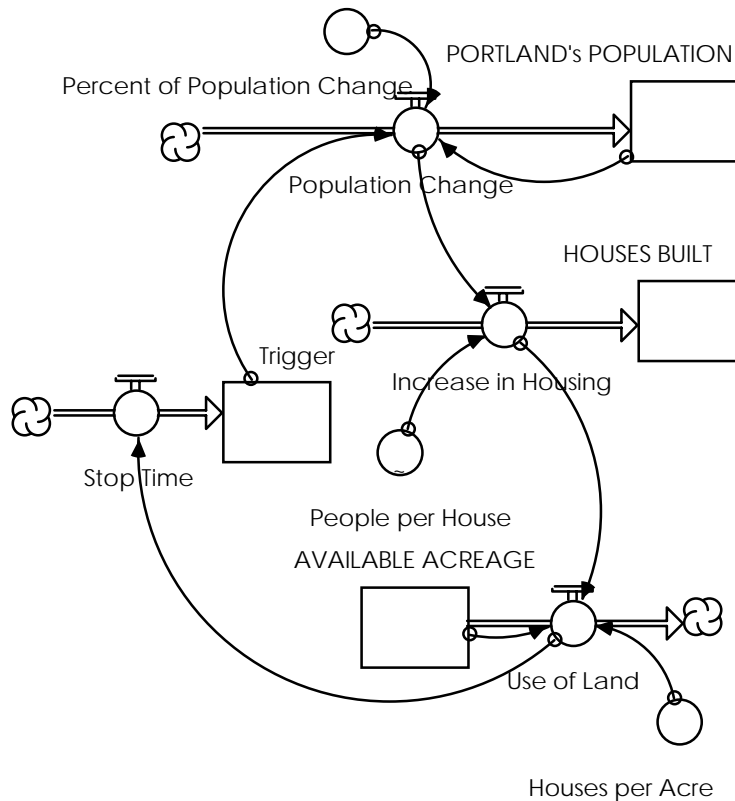 PORTLAND's POPULATION
Percent of Population Change
Population Change
HOUSES BUILT
Trigger
Increase in Housing
Stop Time
~
People per House
AVAILABLE ACREAGE
Use of Land
Houses per Acre